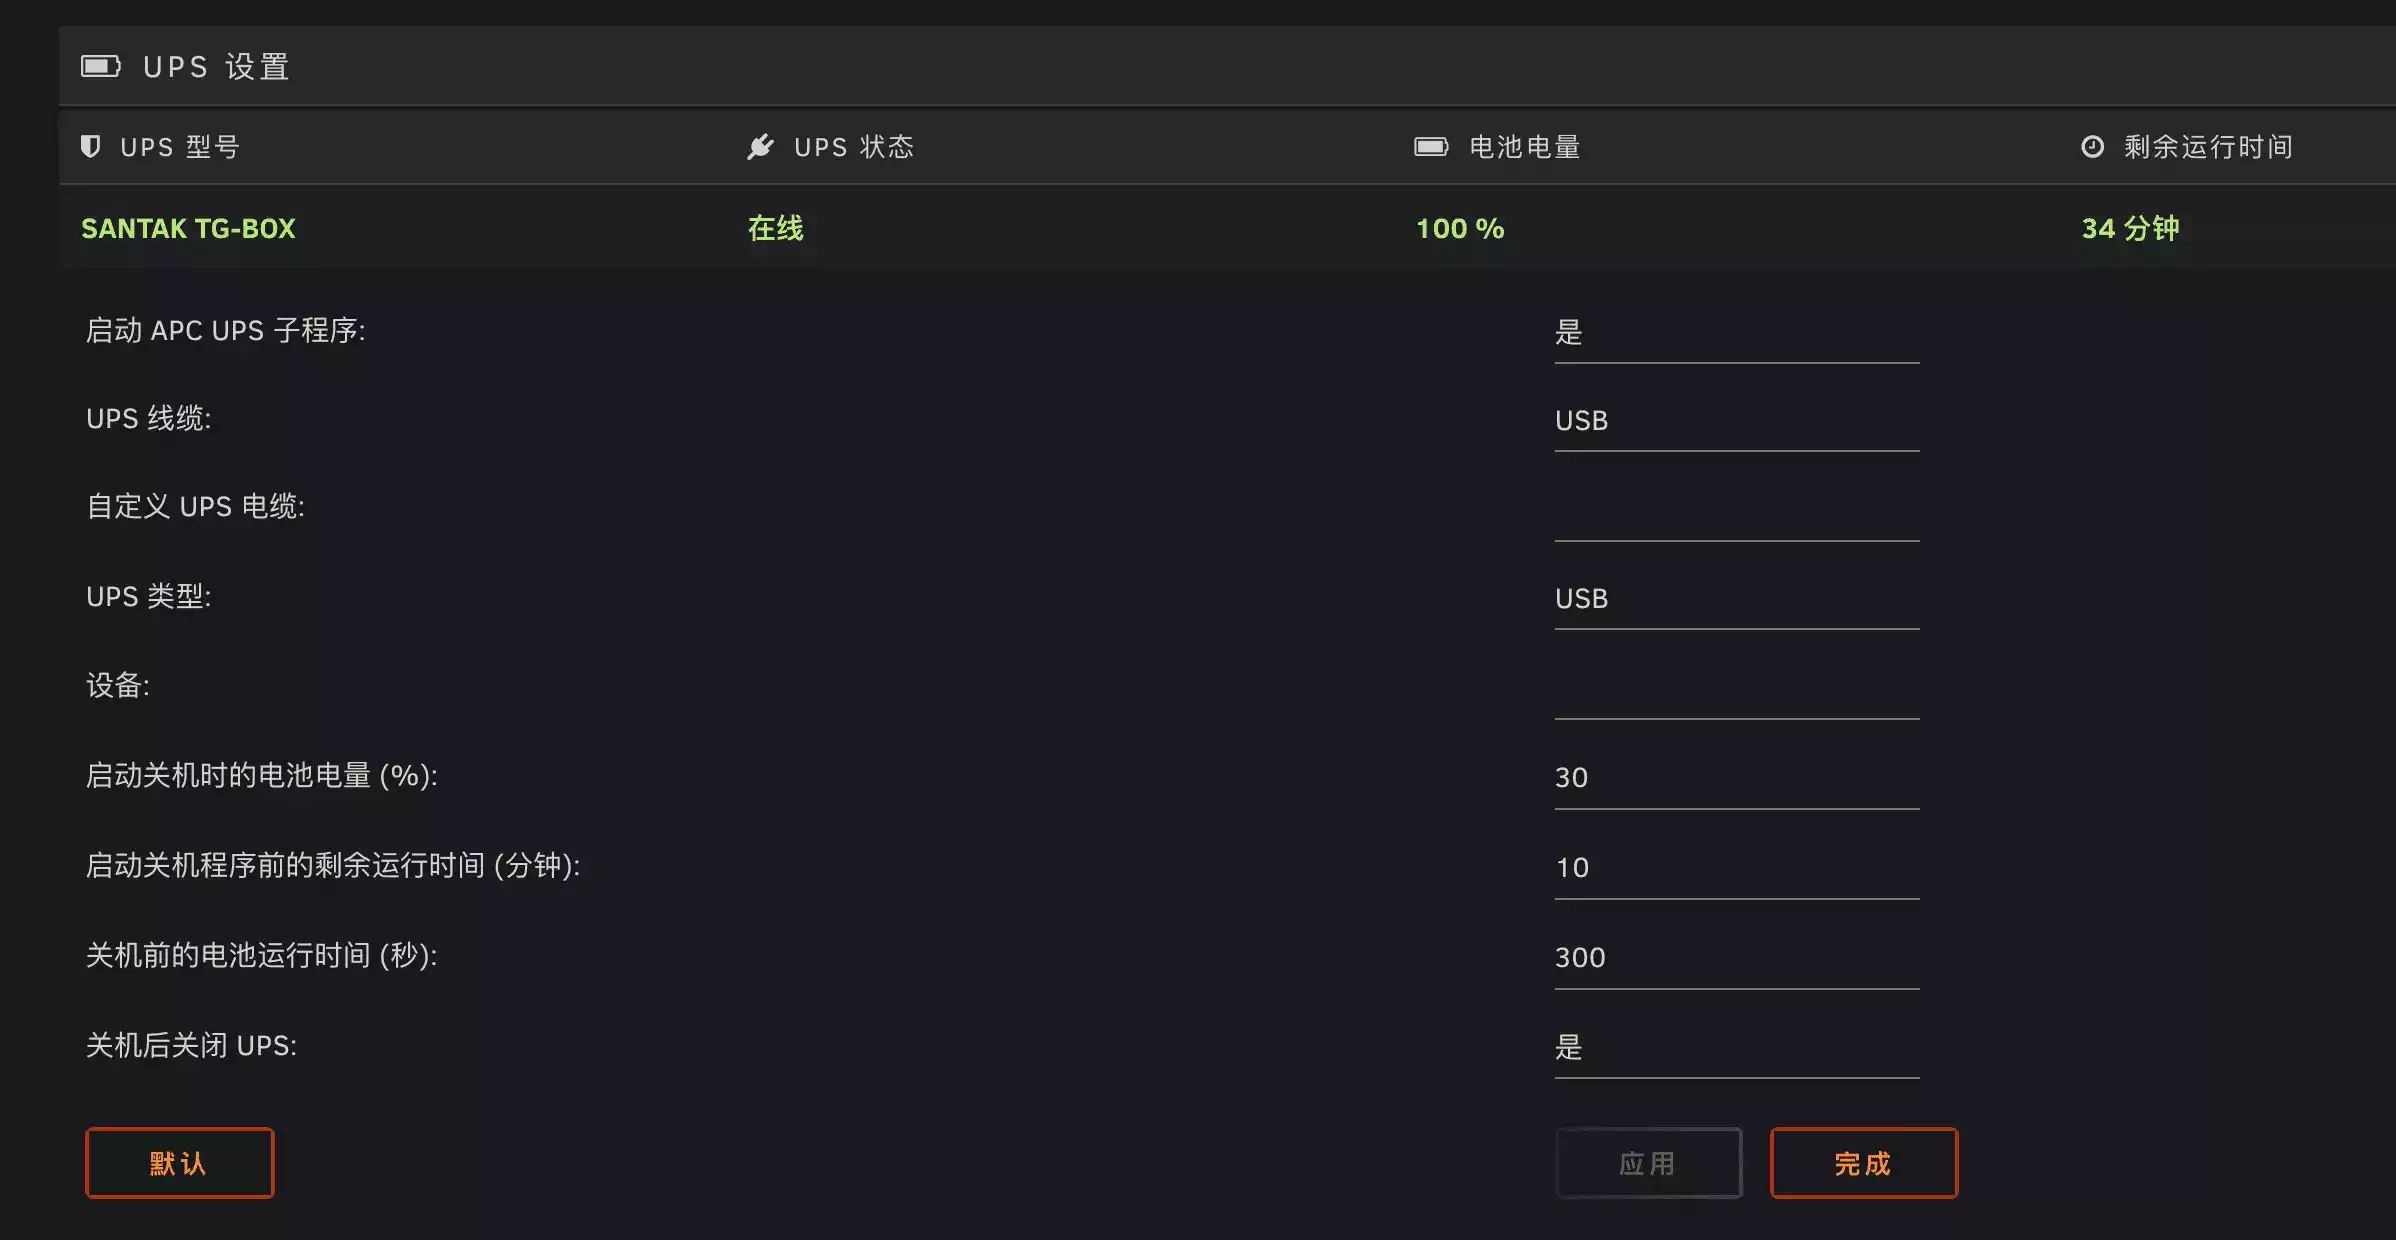 UPS 设置
UPS 型号 UPS 状态 电池电量 剩余运行时间
SANTAK TG-BOX 在线 100 % 34 分钟
启动 APC UPS 子程序: 是
UPS 线缆: USB
自定义 UPS 电缆:
UPS 类型: USB
设备:
启动关机时的电池电量 (%): 30
启动关机程序前的剩余运行时间 (分钟): 10
关机前的电池运行时间 (秒): 300
关机后关闭 UPS: 是
默认 应用 完成